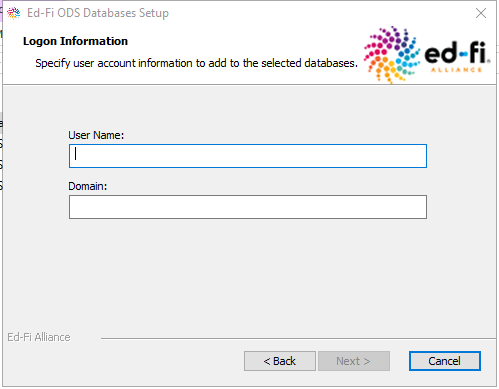 Ed-Fi ODS Databases Setup
Logon Information
Specify user account information to add to the selected databases.
ed-fi
ALLIANCE
User Name:
Domain:
Ed-Fi Alliance
< Back
Next >
Cancel